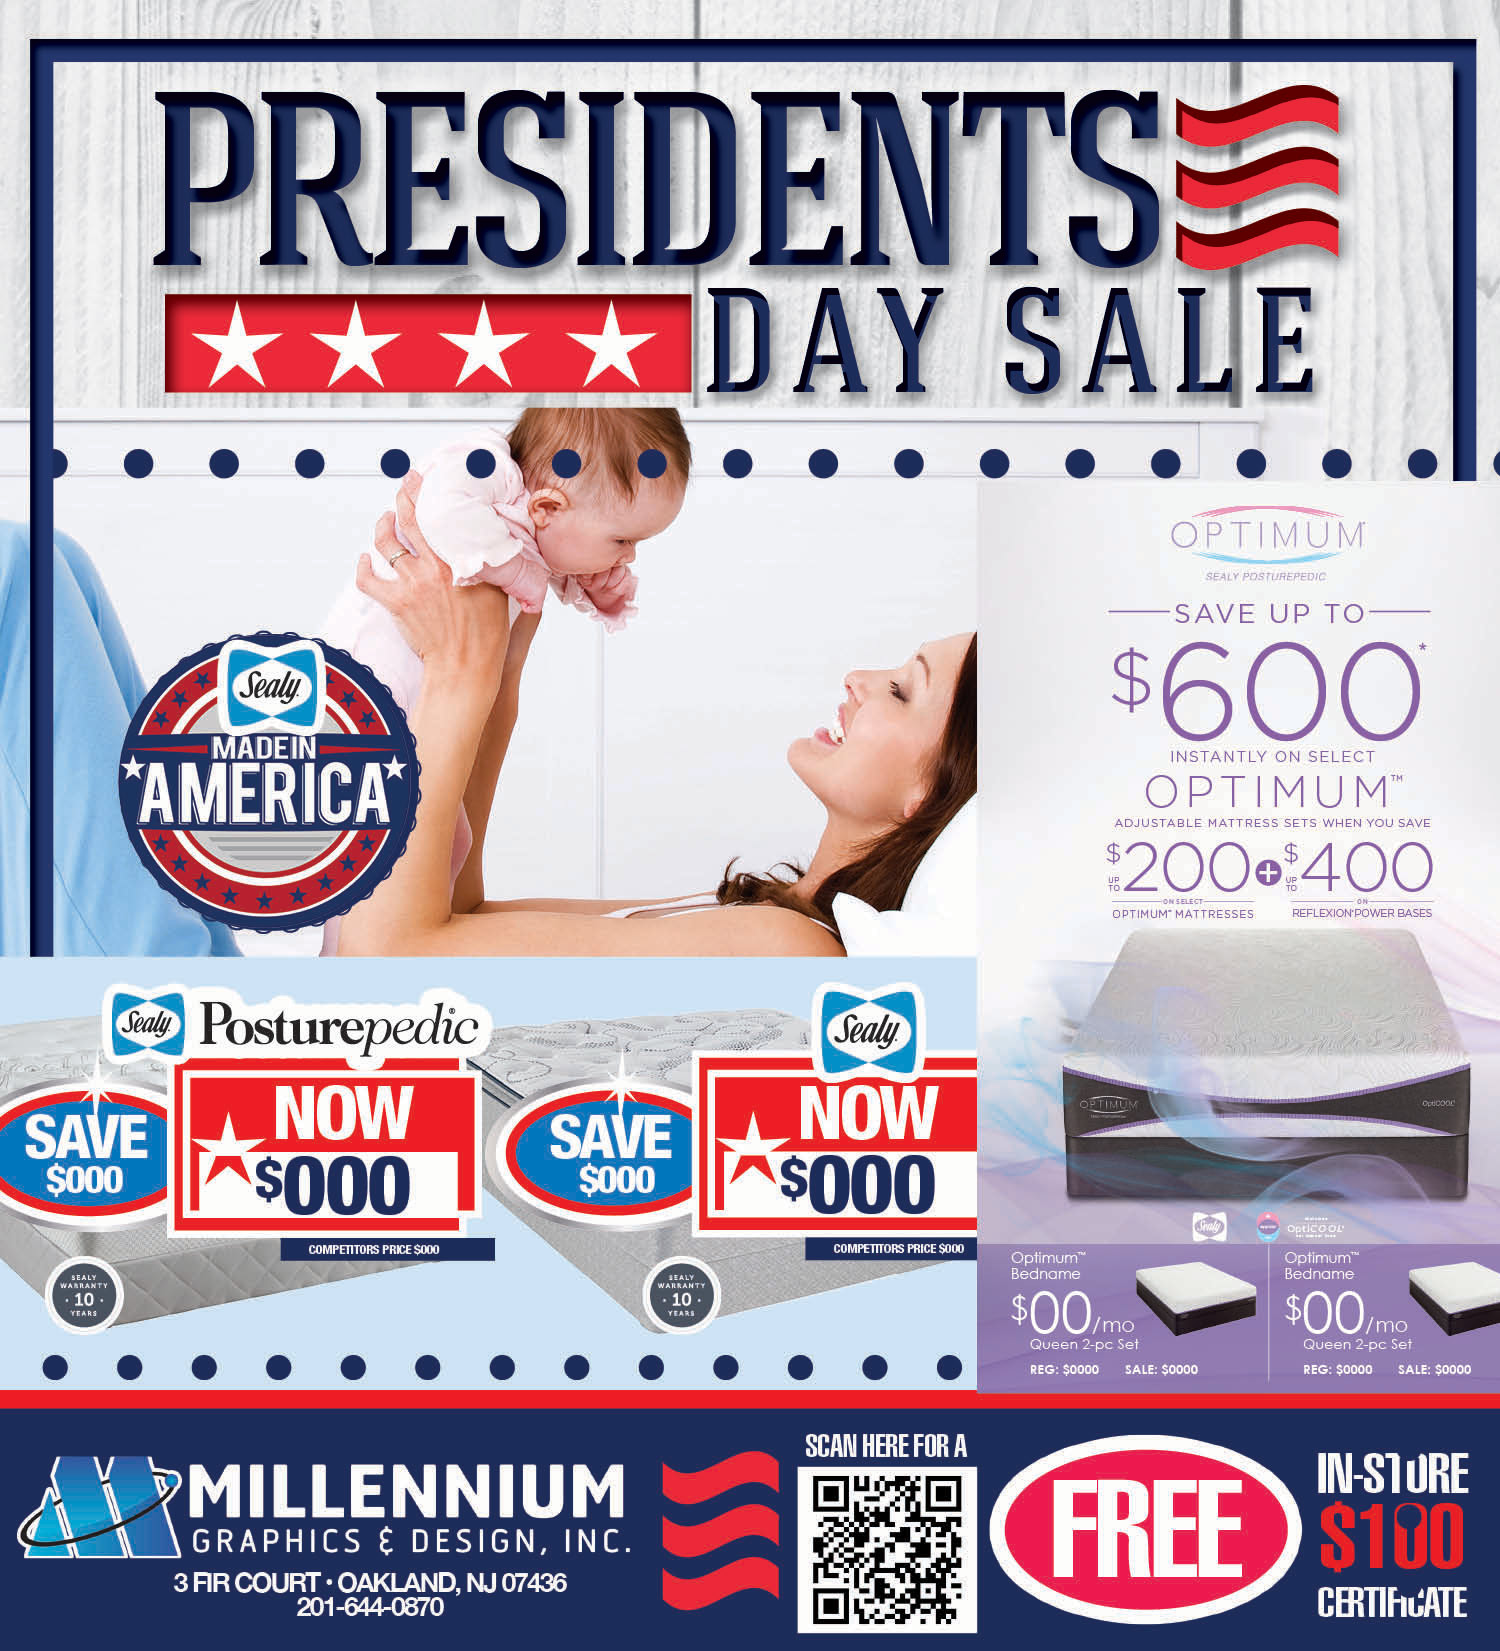 PRESIDENTS
DAY SALE
Sealy
MADE IN
AMERICA
OPTIMUM
SEALY POSTUREPEDIC
SAVE UP TO
$600*
INSTANTLY ON SELECT
OPTIMUM™
ADJUSTABLE MATTRESS SETS WHEN YOU SAVE
UP TO $200 + UP TO $400
ON SELECT
OPTIMUM™ MATTRESSES
ON
REFLEXION® POWER BASES
OPTIMUM
OptiCOOL
Sealy
OptiCOOL
Sealy Posturepedic®
SAVE
$000
NOW
$000
COMPETITORS PRICE $000
SEALY
WARRANTY
· 10 ·
YEARS
Sealy
SAVE
$000
NOW
$000
COMPETITORS PRICE $000
SEALY
WARRANTY
· 10 ·
YEARS
Optimum™
Bedname
$00/mo
Queen 2-pc Set
REG: $0000 SALE: $0000
Optimum™
Bedname
$00/mo
Queen 2-pc Set
REG: $0000 SALE: $0000
MILLENNIUM
GRAPHICS & DESIGN, INC.
3 FIR COURT • OAKLAND, NJ 07436
201-644-0870
SCAN HERE FOR A
FREE
IN-STORE
$100
CERTIFICATE